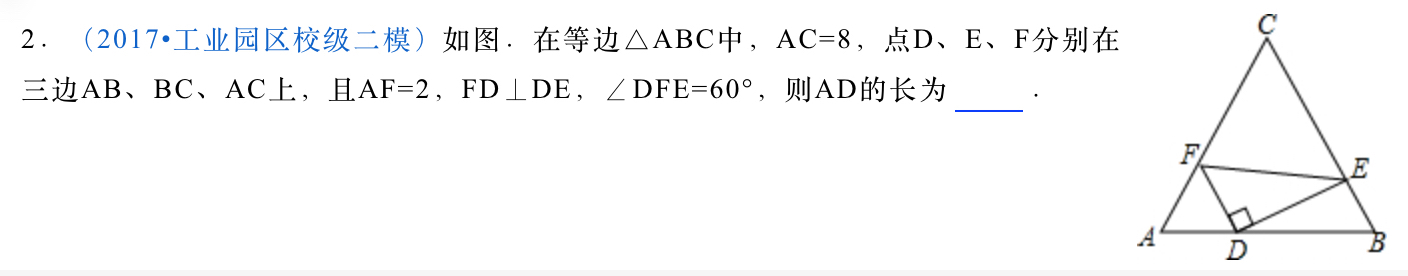 2. （2017•工业园区校级二模）如图．在等边△ABC中，AC=8，点D、E、F分别在
三边AB、BC、AC上，且AF=2，FD⊥DE，∠DFE=60°，则AD的长为 ____ ．
C
F
E
A
D
B